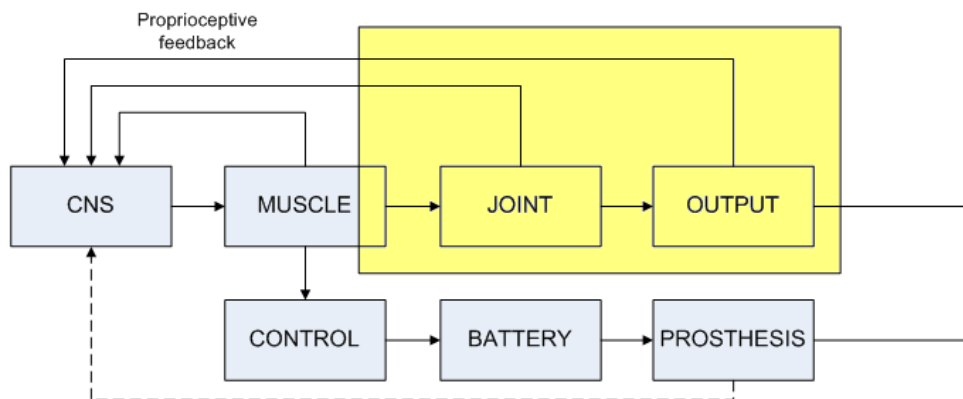 Proprioceptive
feedback
CNS
MUSCLE
JOINT
OUTPUT
CONTROL
BATTERY
PROSTHESIS